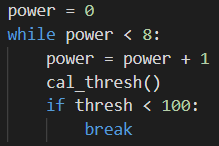 power = 0
while power < 8:
    power = power + 1
    cal_thresh()
    if thresh < 100:
        break